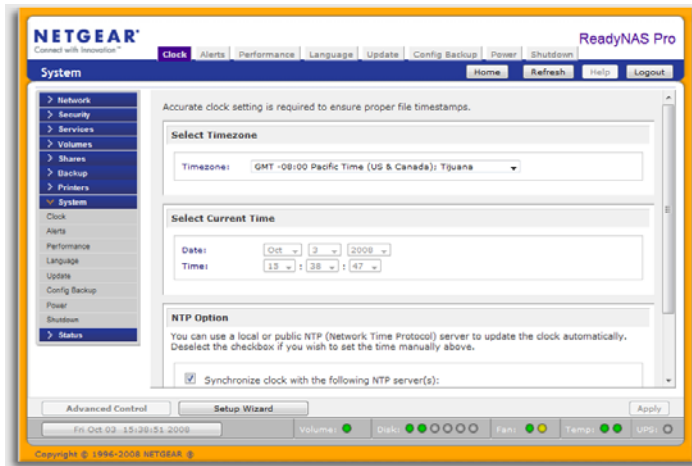 NETGEAR®
Connect with Innovation™
ReadyNAS Pro
Clock Alerts Performance Language Update Config Backup Power Shutdown
System
Home Refresh Help Logout
> Network
> Security
> Services
> Volumes
> Shares
> Backup
> Printers
System
Clock
Alerts
Performance
Language
Update
Config Backup
Power
Shutdown
> Status
Accurate clock setting is required to ensure proper file timestamps.
Select Timezone
Timezone: GMT -08:00 Pacific Time (US & Canada); Tijuana
Select Current Time
Date: Oct 3 2008
Time: 15 : 38 : 47
NTP Option
You can use a local or public NTP (Network Time Protocol) server to update the clock automatically.
Deselect the checkbox if you wish to set the time manually above.
Synchronize clock with the following NTP server(s):
Advanced Control Setup Wizard Apply
Fri Oct 03 15:38:51 2008 Volume: Disk: Fan: Temp: UPS:
Copyright © 1996-2008 NETGEAR ®